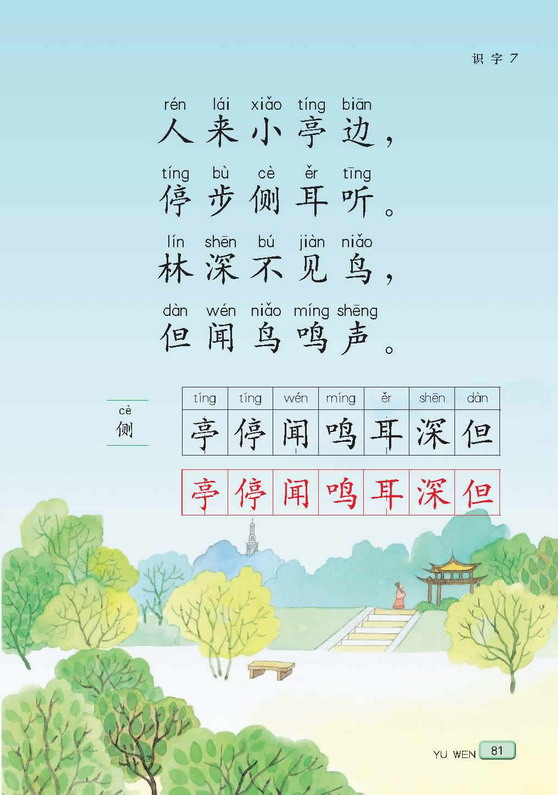 识字 7
rén lái xiǎo tíng biān
人来小亭边，
tíng bù cè ěr tīng
停步侧耳听。
lín shēn bú jiàn niǎo
林深不见鸟，
dàn wén niǎo míng shēng
但闻鸟鸣声。
cè
侧
tíng tíng wén míng ěr shēn dàn
亭停闻鸣耳深但
亭停闻鸣耳深但
YU WEN 81